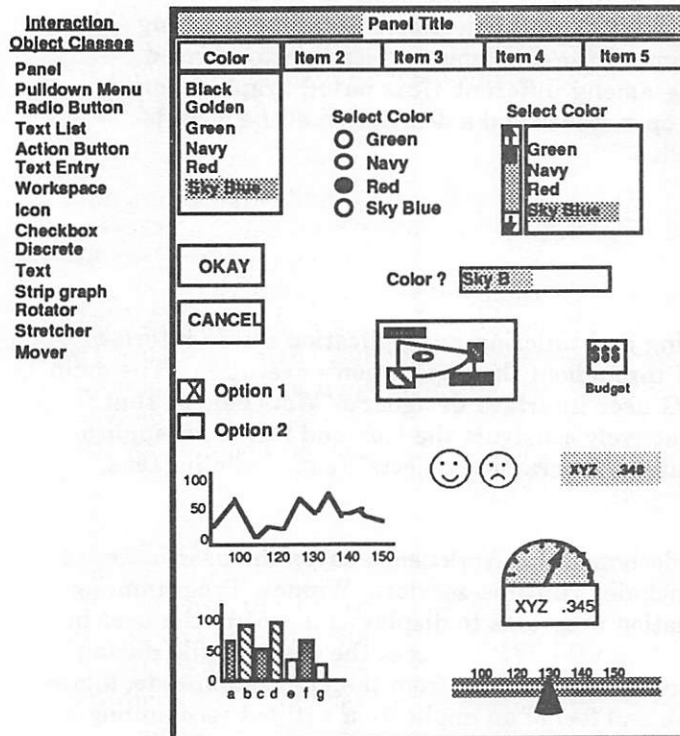 Interaction
Object Classes
Panel
Pulldown Menu
Radio Button
Text List
Action Button
Text Entry
Workspace
Icon
Checkbox
Discrete
Text
Strip graph
Rotator
Stretcher
Mover
Panel Title
Color Item 2 Item 3 Item 4 Item 5
Black
Golden
Green
Navy
Red
Sky Blue
Select Color
Green
Navy
Red
Sky Blue
Select Color
Green
Navy
Red
Sky Blue
OKAY
CANCEL
Color ? Sky B
$$$
Budget
X Option 1
Option 2
XYZ .348
100
50
0
100 120 130 140 150
XYZ .345
100
50
0
a b c d e f g
100 120 130 140 150